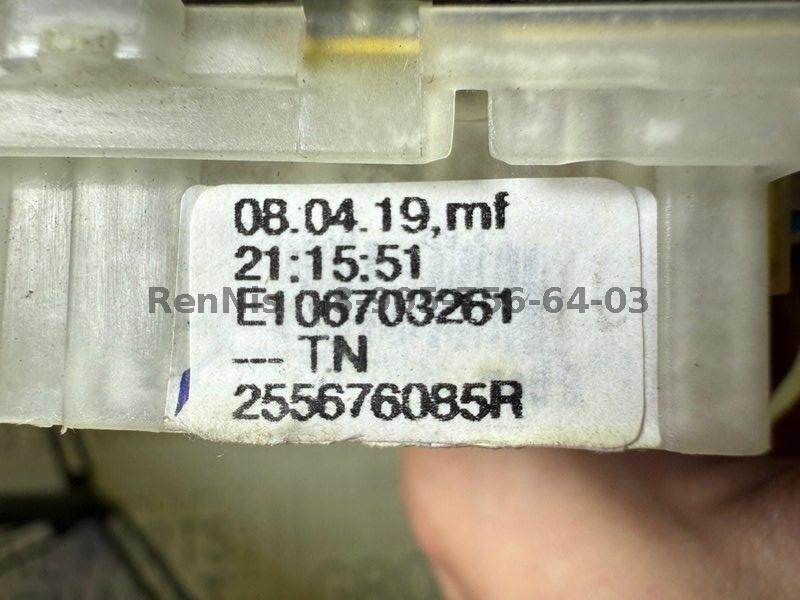 08.04.19,mf
21:15:51
E106703261
--- TN
255676085R